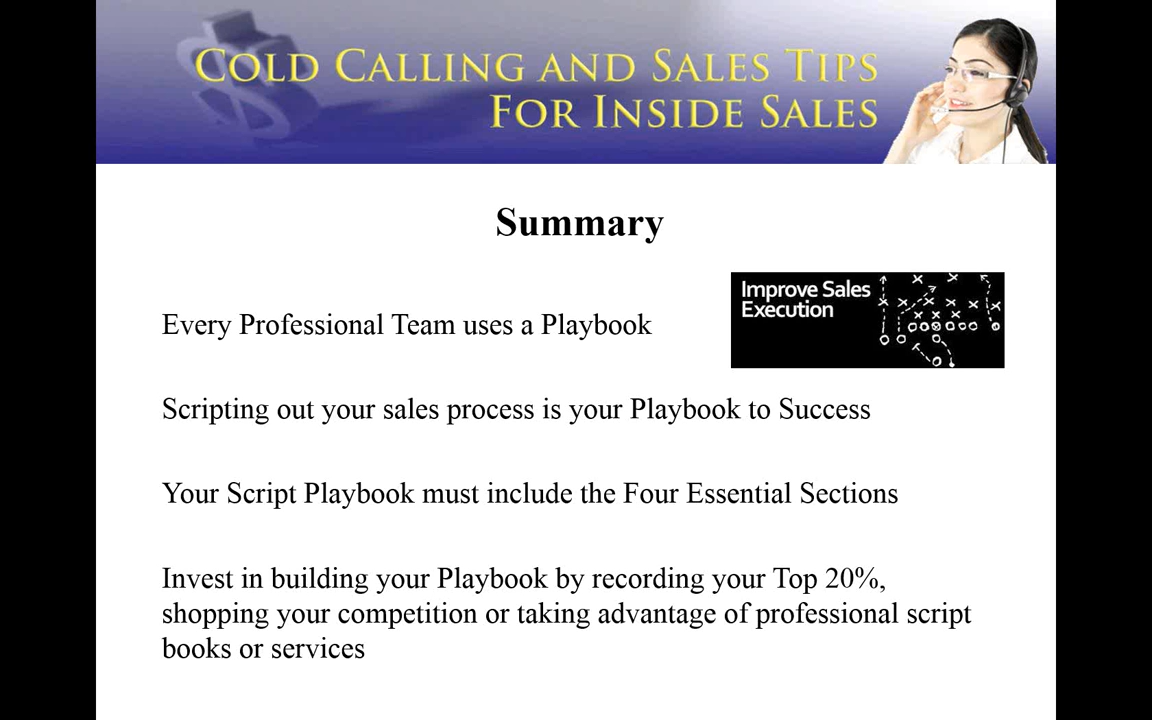 COLD CALLING AND SALES TIPS
FOR INSIDE SALES
Summary
Improve Sales
Execution
Every Professional Team uses a Playbook
Scripting out your sales process is your Playbook to Success
Your Script Playbook must include the Four Essential Sections
Invest in building your Playbook by recording your Top 20%,
shopping your competition or taking advantage of professional script
books or services